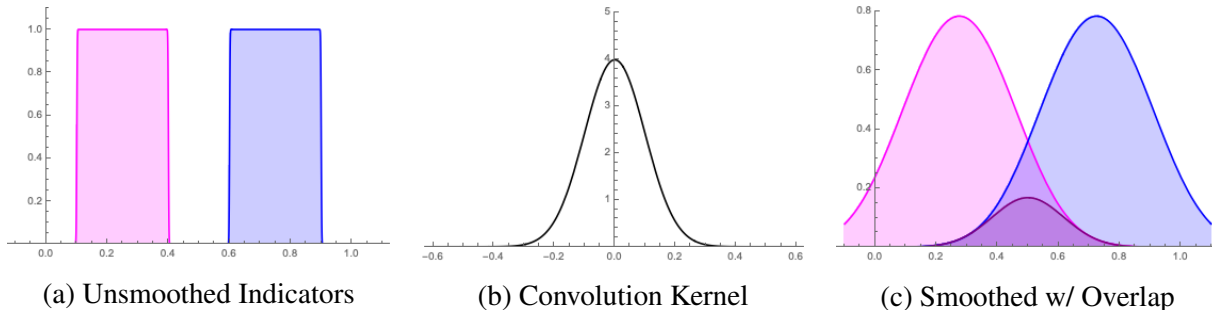 1.0
0.8
0.6
0.4
0.2
0.0 0.2 0.4 0.6 0.8 1.0
(a) Unsmoothed Indicators
5
4
3
2
1
−0.6 −0.4 −0.2 0.0 0.2 0.4 0.6
(b) Convolution Kernel
0.8
0.6
0.4
0.2
0.0 0.2 0.4 0.6 0.8 1.0
(c) Smoothed w/ Overlap